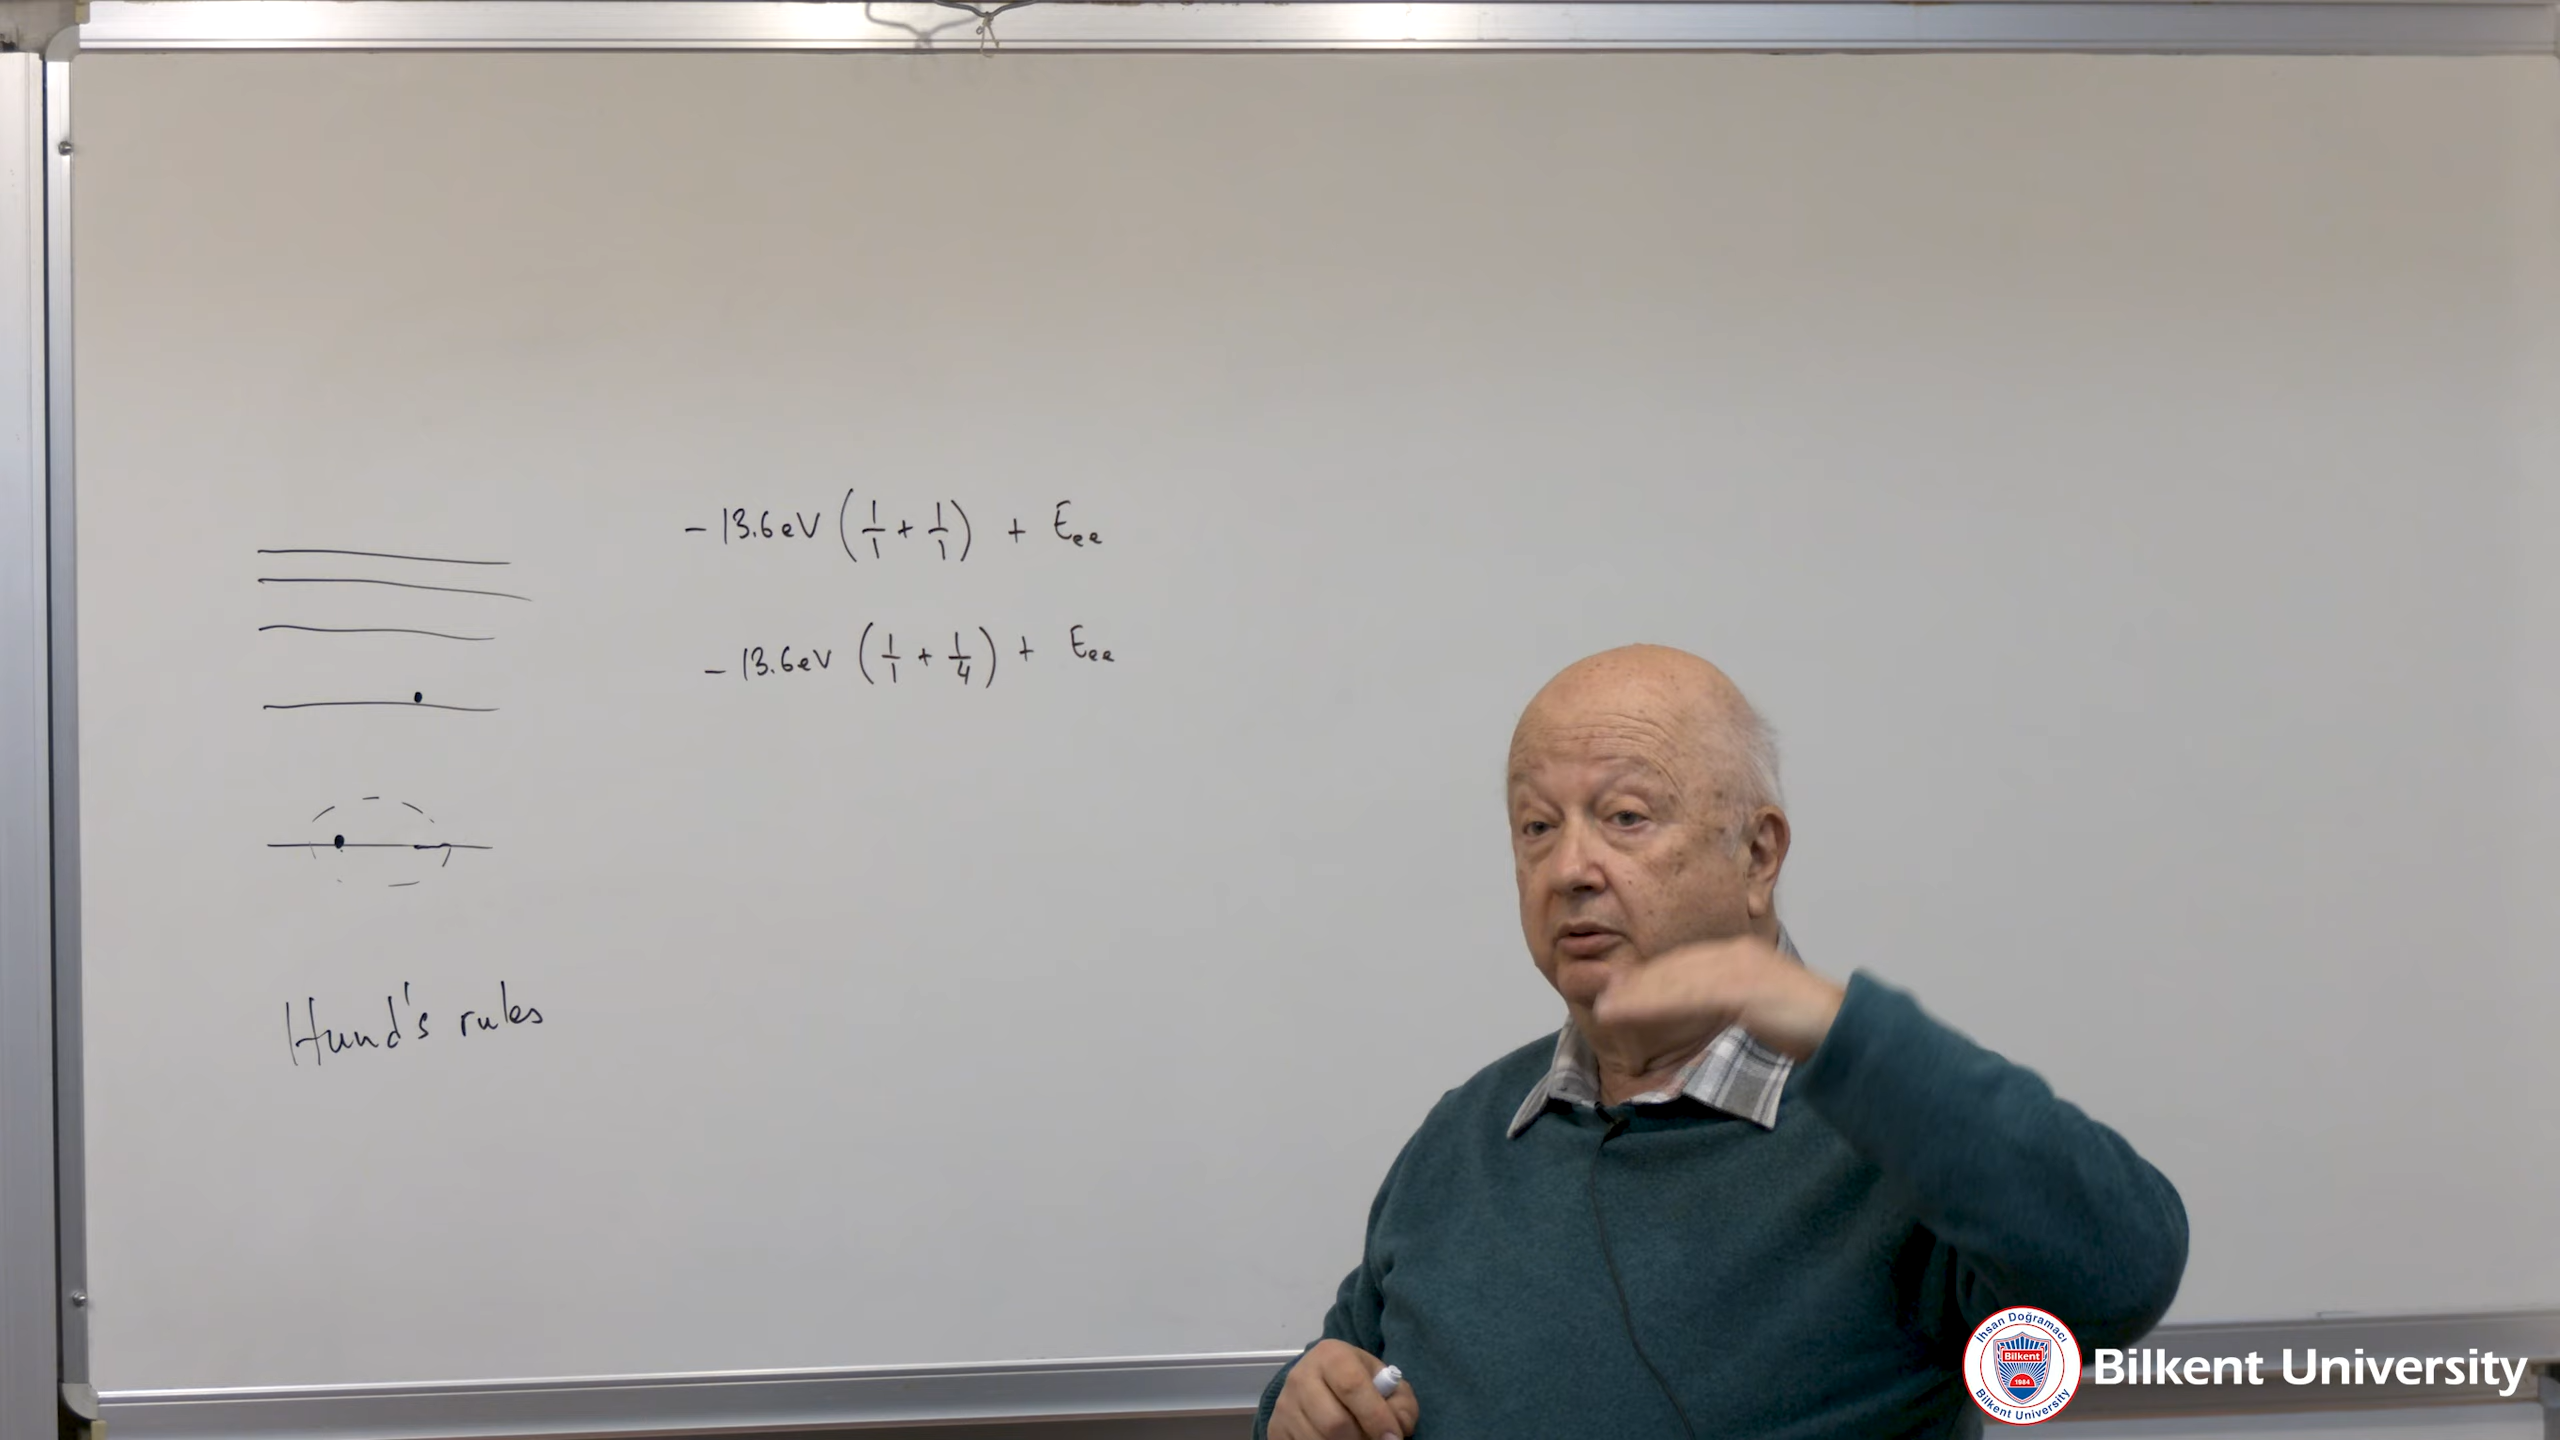 -13.6eV (1/1 + 1/1) + Eee
-13.6eV (1/1 + 1/4) + Eee
Hund's rules
İhsan Doğramacı
Bilkent
1984
Bilkent University
Bilkent University